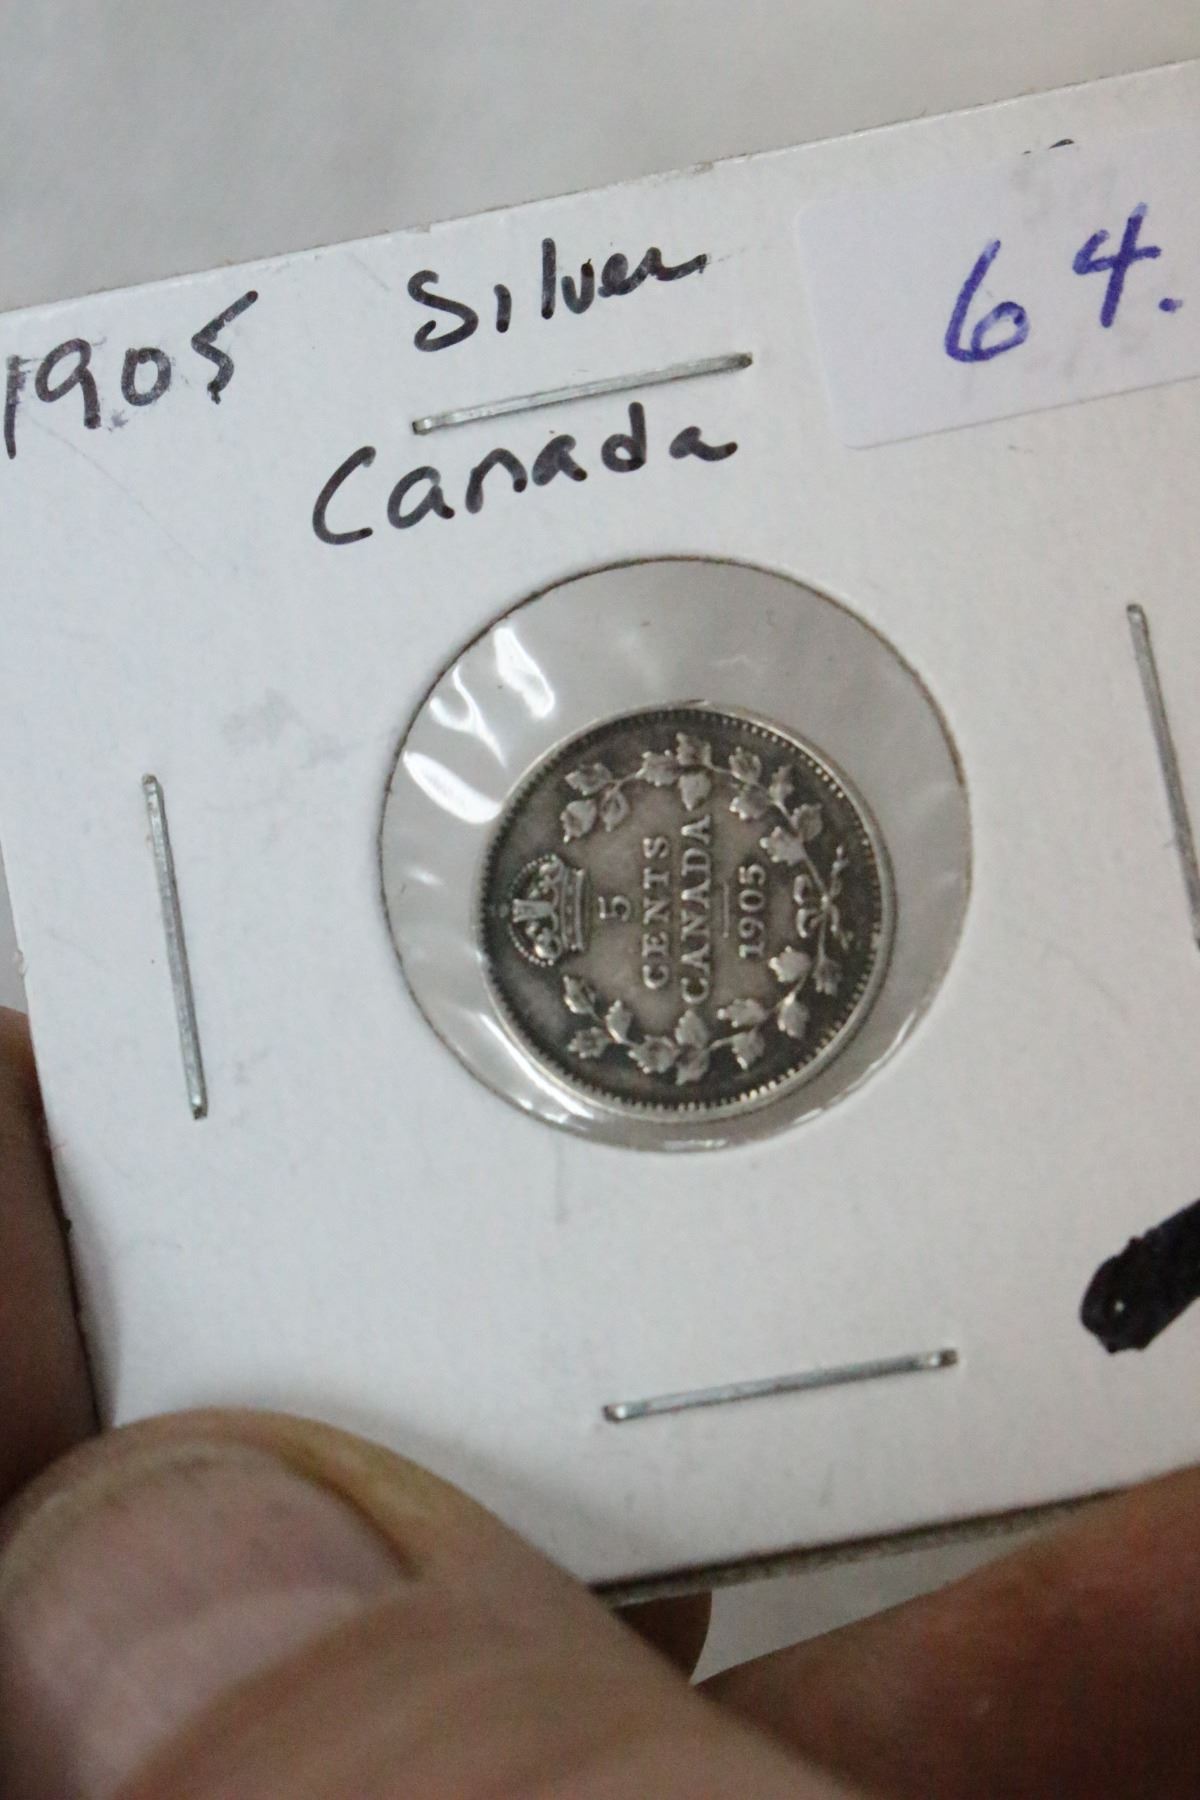 1905 Silver
64.
Canada
5
CENTS
CANADA
1905